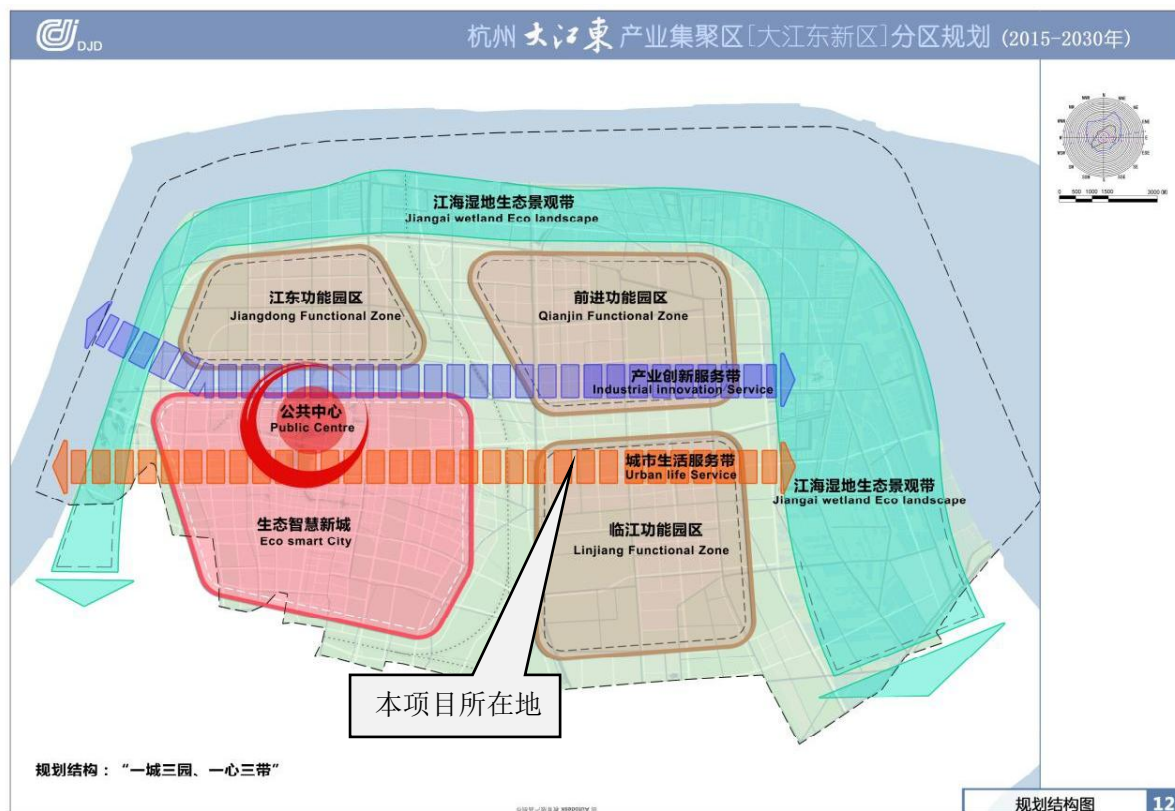 DJD
杭州大江東产业集聚区[大江东新区]分区规划 (2015-2030年)
江海湿地生态景观带
Jiangai wetland Eco landscape
江东功能园区
Jiangdong Functional Zone
前进功能园区
Qianjin Functional Zone
产业创新服务带
Industrial innovation Service
公共中心
Public Centre
城市生活服务带
Urban life Service
江海湿地生态景观带
Jiangai wetland Eco landscape
生态智慧新城
Eco smart City
临江功能园区
Linjiang Functional Zone
本项目所在地
规划结构：“一城三园、一心三带”
0 500 1000 1500 3000 (米)
规划结构图
12